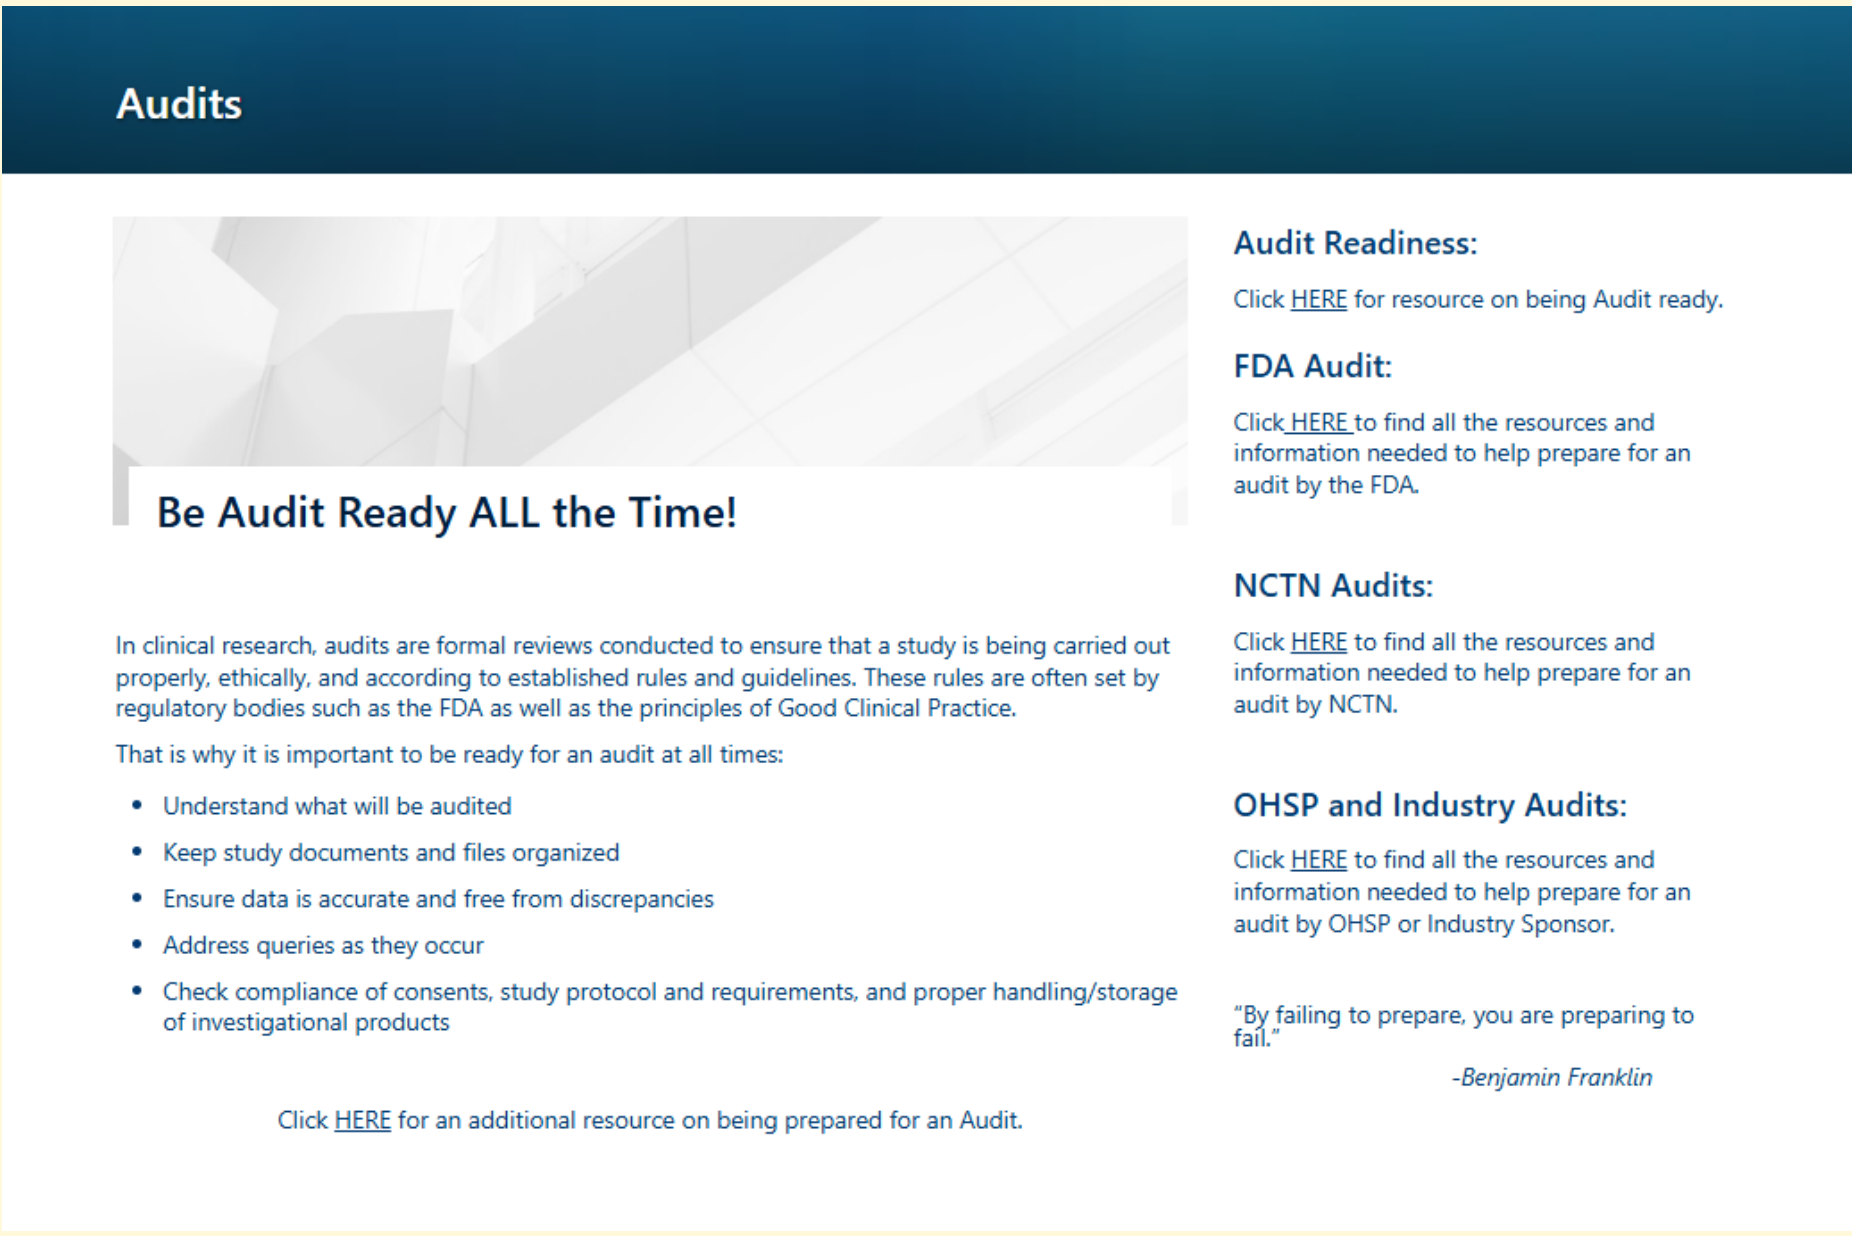 Audits
Be Audit Ready ALL the Time!
In clinical research, audits are formal reviews conducted to ensure that a study is being carried out
properly, ethically, and according to established rules and guidelines. These rules are often set by
regulatory bodies such as the FDA as well as the principles of Good Clinical Practice.
That is why it is important to be ready for an audit at all times:
• Understand what will be audited
• Keep study documents and files organized
• Ensure data is accurate and free from discrepancies
• Address queries as they occur
• Check compliance of consents, study protocol and requirements, and proper handling/storage
of investigational products
Click HERE for an additional resource on being prepared for an Audit.
Audit Readiness:
Click HERE for resource on being Audit ready.
FDA Audit:
Click HERE to find all the resources and
information needed to help prepare for an
audit by the FDA.
NCTN Audits:
Click HERE to find all the resources and
information needed to help prepare for an
audit by NCTN.
OHSP and Industry Audits:
Click HERE to find all the resources and
information needed to help prepare for an
audit by OHSP or Industry Sponsor.
“By failing to prepare, you are preparing to
fail.”
-Benjamin Franklin